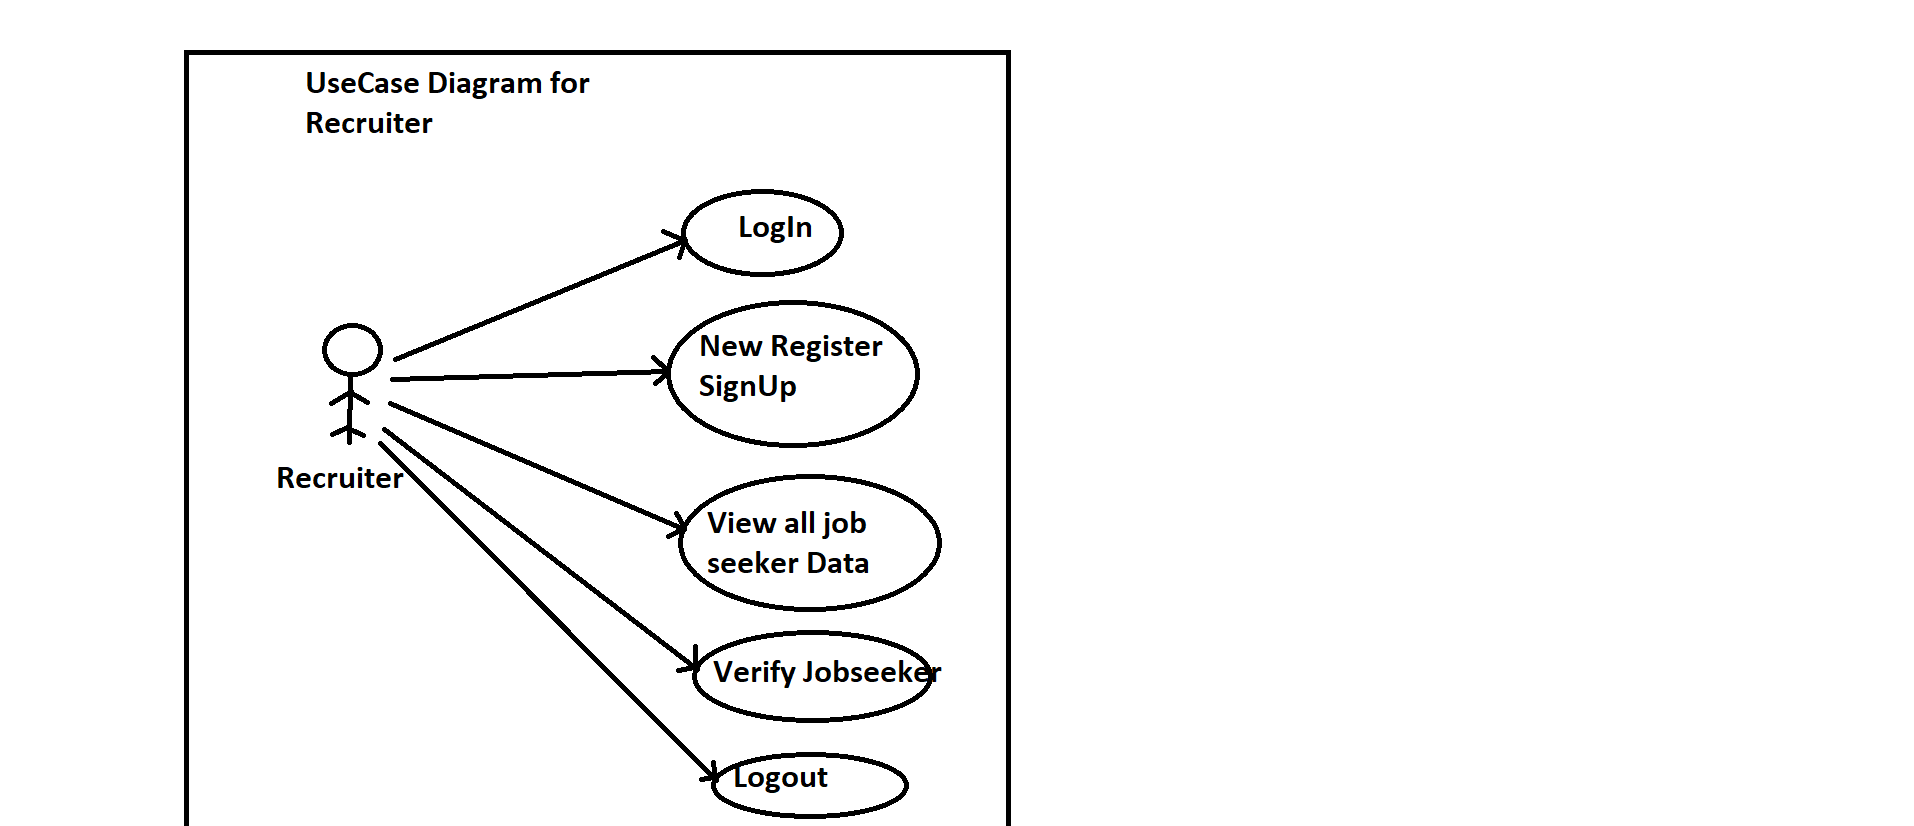 UseCase Diagram for
Recruiter
LogIn
New Register
SignUp
Recruiter
View all job
seeker Data
Verify Jobseeker
Logout